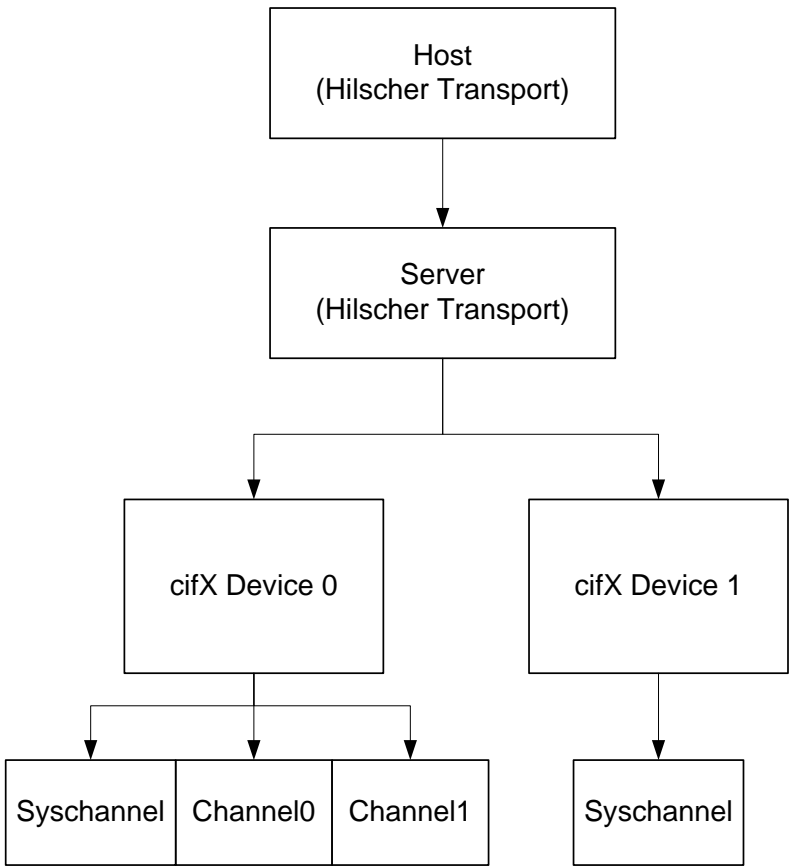 Host
(Hilscher Transport)
Server
(Hilscher Transport)
cifX Device 0
cifX Device 1
Syschannel
Channel0
Channel1
Syschannel